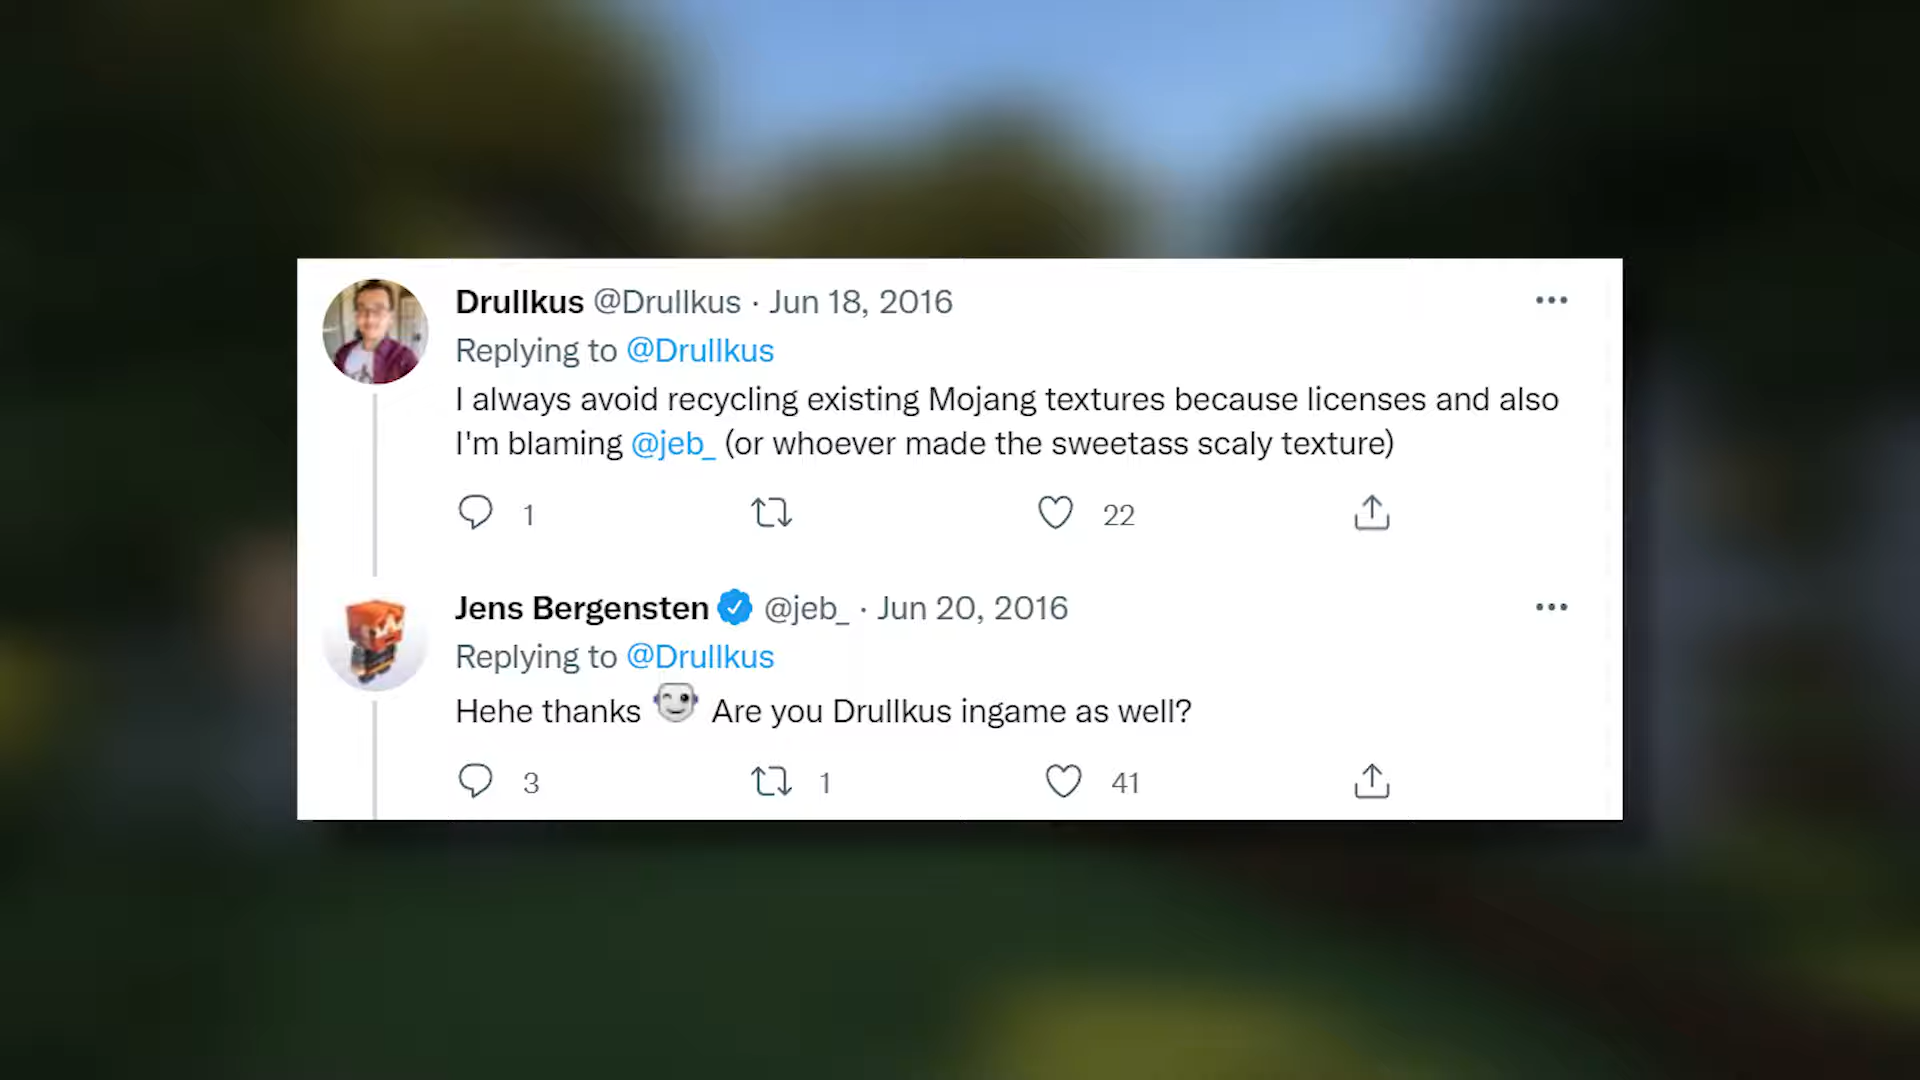 Drullkus @Drullkus · Jun 18, 2016
Replying to @Drullkus
I always avoid recycling existing Mojang textures because licenses and also
I'm blaming @jeb_ (or whoever made the sweetass scaly texture)
1 22
Jens Bergensten @jeb_ · Jun 20, 2016
Replying to @Drullkus
Hehe thanks Are you Drullkus ingame as well?
3 1 41